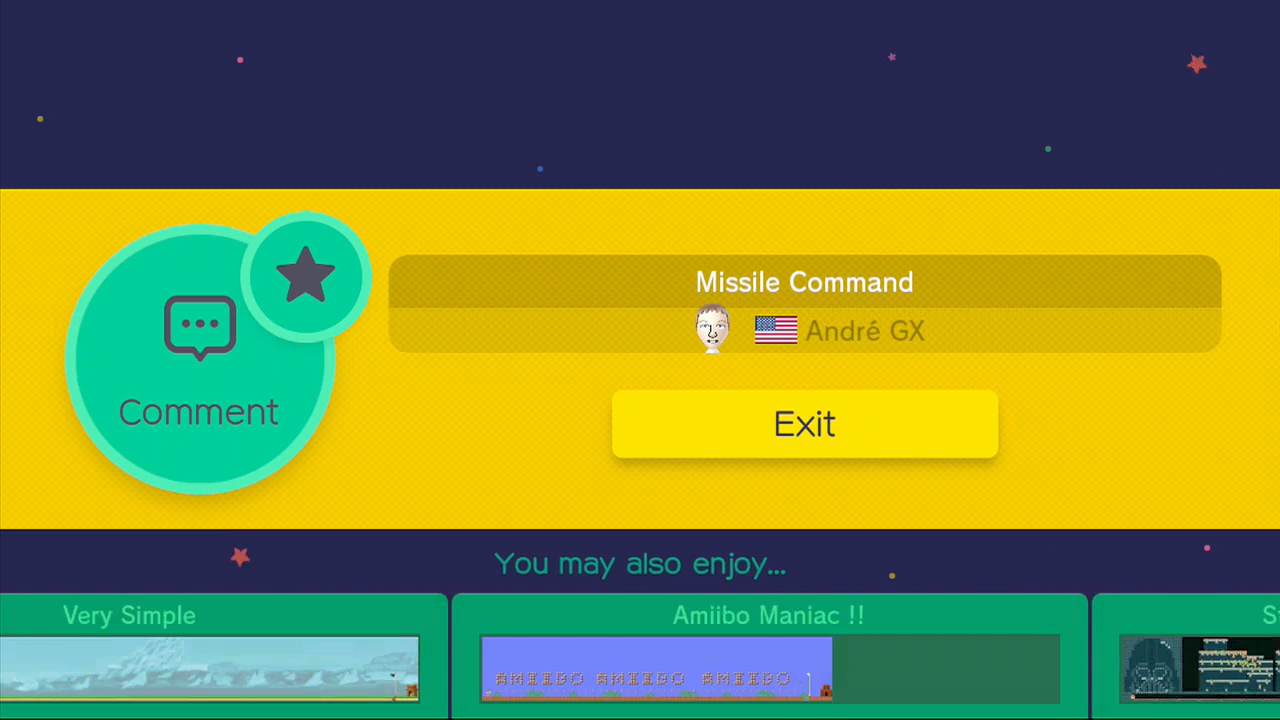 Missile Command
André GX
Comment
Exit
You may also enjoy...
Very Simple
Amiibo Maniac !!
AMIIBO AMIIBO AMIIBO